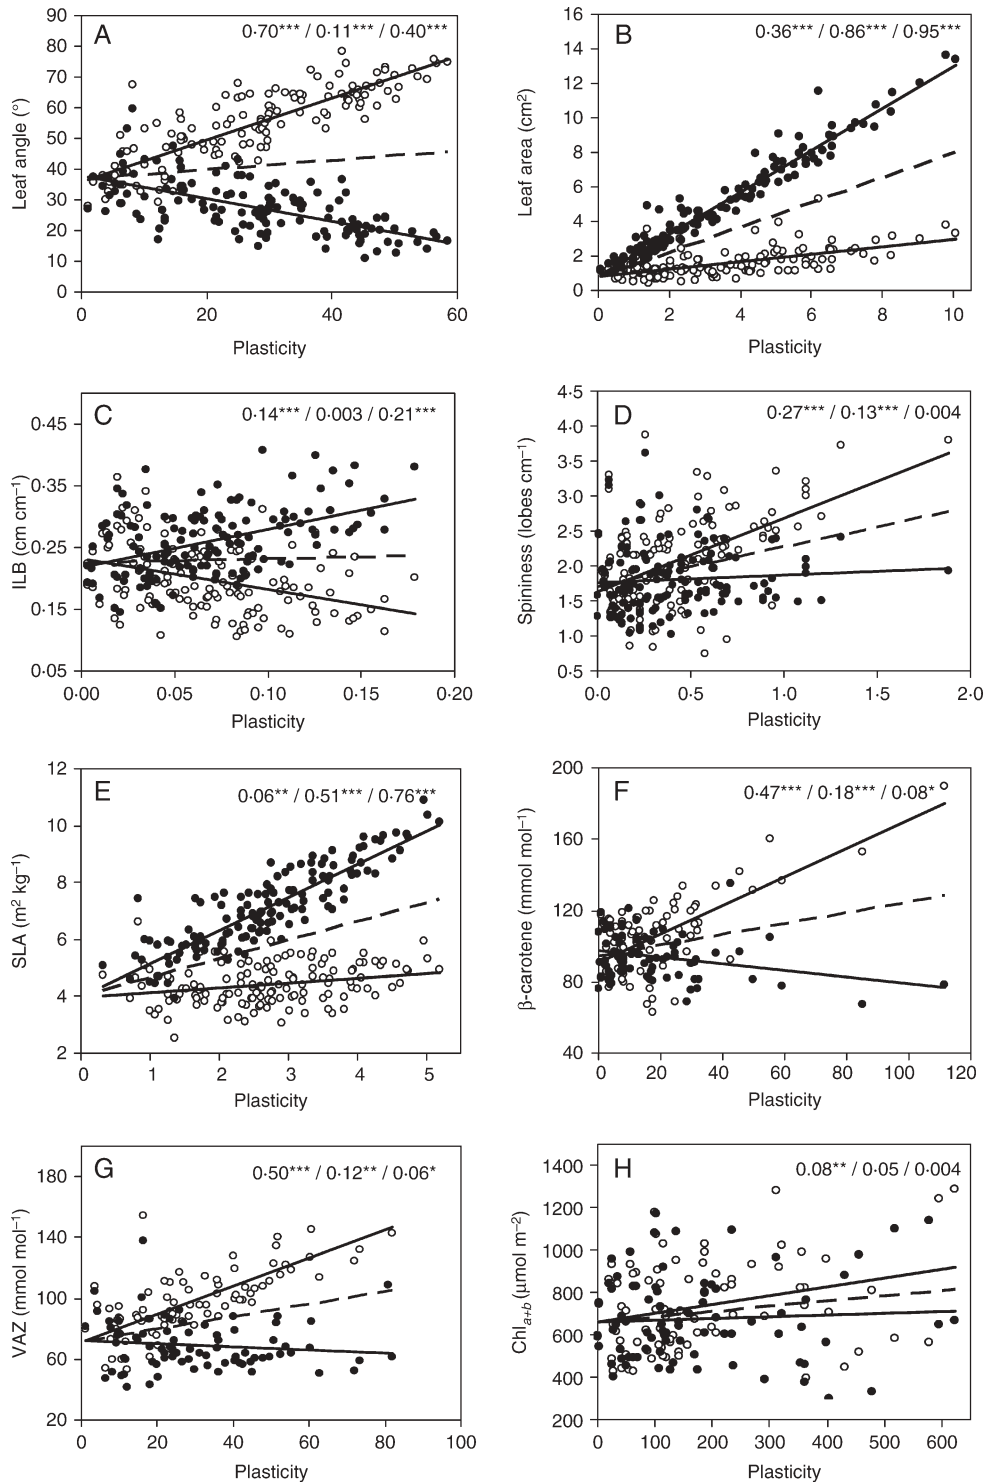 A
0·70*** / 0·11*** / 0·40***
Leaf angle (°)
90
80
70
60
50
40
30
20
10
0
0 20 40 60
Plasticity
B
0·36*** / 0·86*** / 0·95***
Leaf area (cm2)
16
14
12
10
8
6
4
2
0
0 2 4 6 8 10
Plasticity
C
0·14*** / 0·003 / 0·21***
ILB (cm cm⁻¹)
0·45
0·35
0·25
0·15
0·05
0·00 0·05 0·10 0·15 0·20
Plasticity
D
0·27*** / 0·13*** / 0·004
Spininess (lobes cm⁻¹)
4·5
4·0
3·5
3·0
2·5
2·0
1·5
1·0
0·5
0·0 0·5 1·0 1·5 2·0
Plasticity
E
0·06** / 0·51*** / 0·76***
SLA (m² kg⁻¹)
12
10
8
6
4
2
0 1 2 3 4 5
Plasticity
F
0·47*** / 0·18*** / 0·08*
β-carotene (mmol mol⁻¹)
200
160
120
80
40
0 20 40 60 80 100 120
Plasticity
G
0·50*** / 0·12** / 0·06*
VAZ (mmol mol⁻¹)
180
140
100
60
20
0 20 40 60 80 100
Plasticity
H
0·08** / 0·05 / 0·004
Chl a+b (µmol m⁻²)
1400
1200
1000
800
600
400
200
0 100 200 300 400 500 600
Plasticity